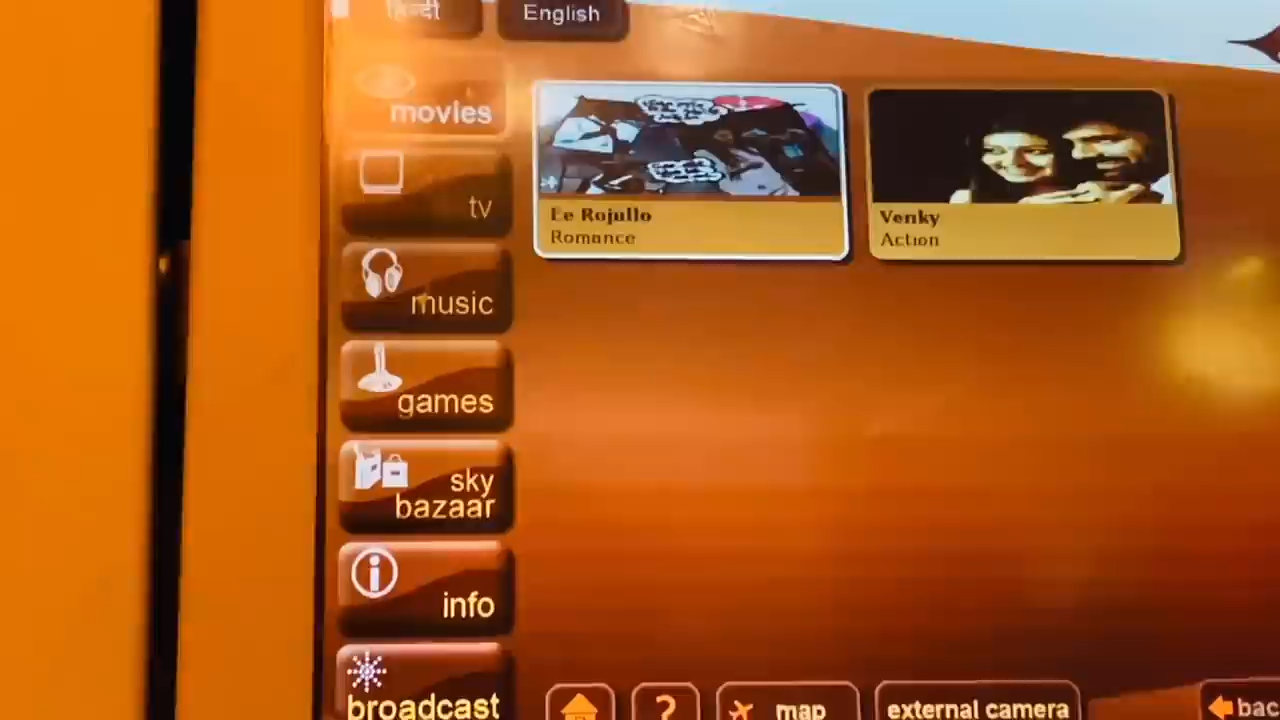 हिन्दी
English
movies
tv
music
games
sky
bazaar
info
broadcast
Ee Rojullo
Romance
Venky
Action
?
map
external camera